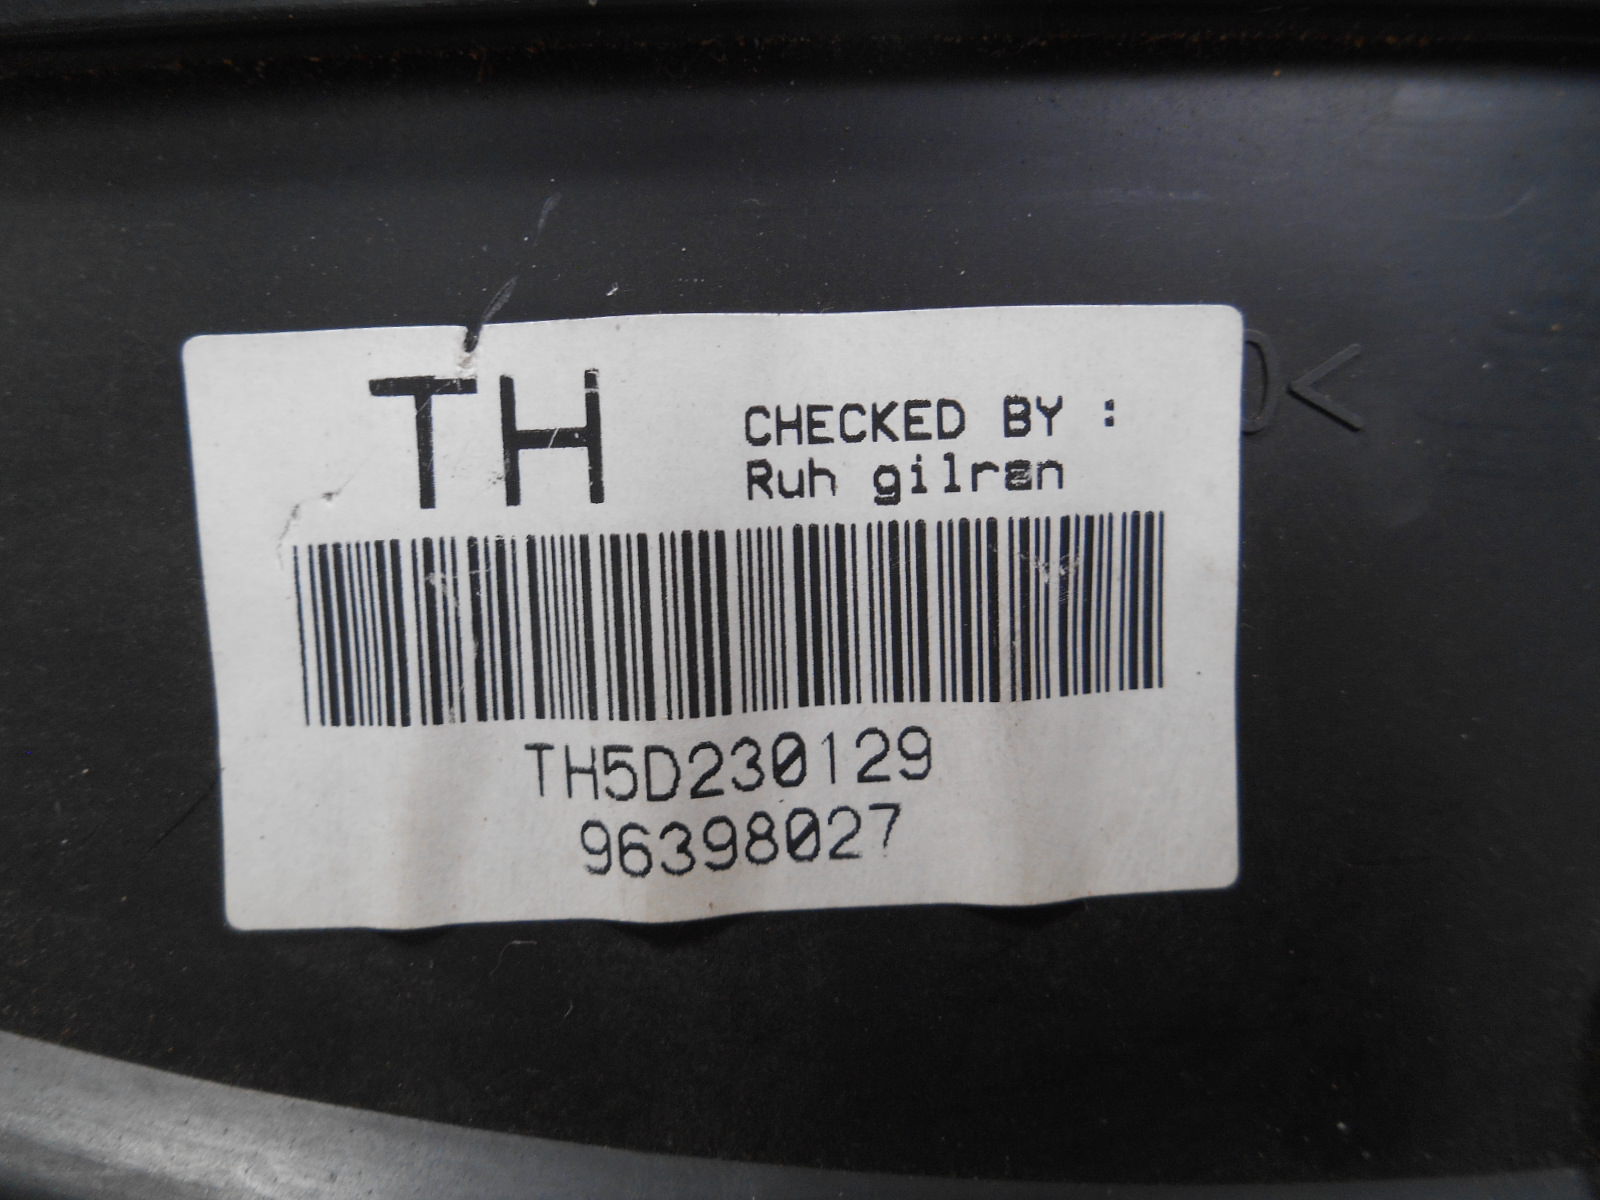 TH
CHECKED BY :
Ruh gilran
TH5D230129
96398027